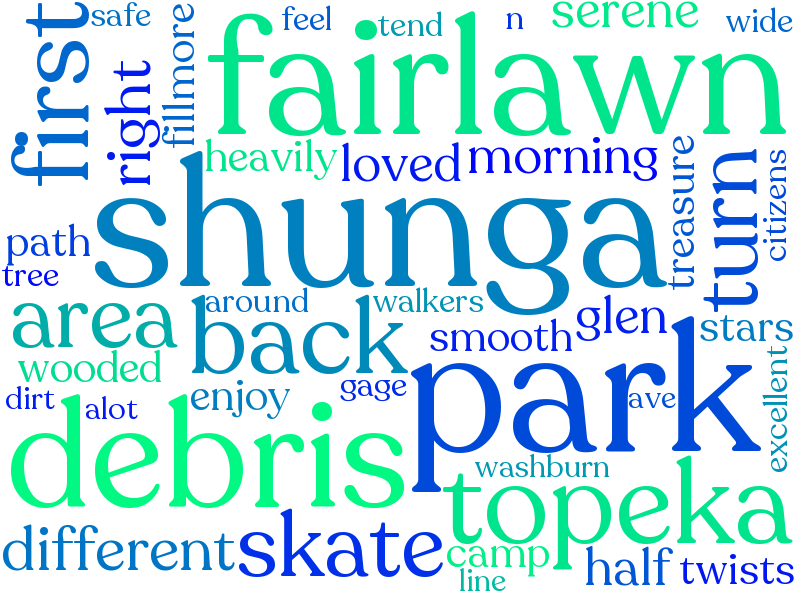 first
safe
right
fillmore
feel
tend
n
serene
wide
fairlawn
heavily
loved
morning
treasure
turn
citizens
shunga
path
tree
area
around
walkers
back
smooth
glen
stars
wooded
dirt
alot
enjoy
gage
park
ave
excellent
debris
washburn
topeka
different
skate
camp
line
half
twists